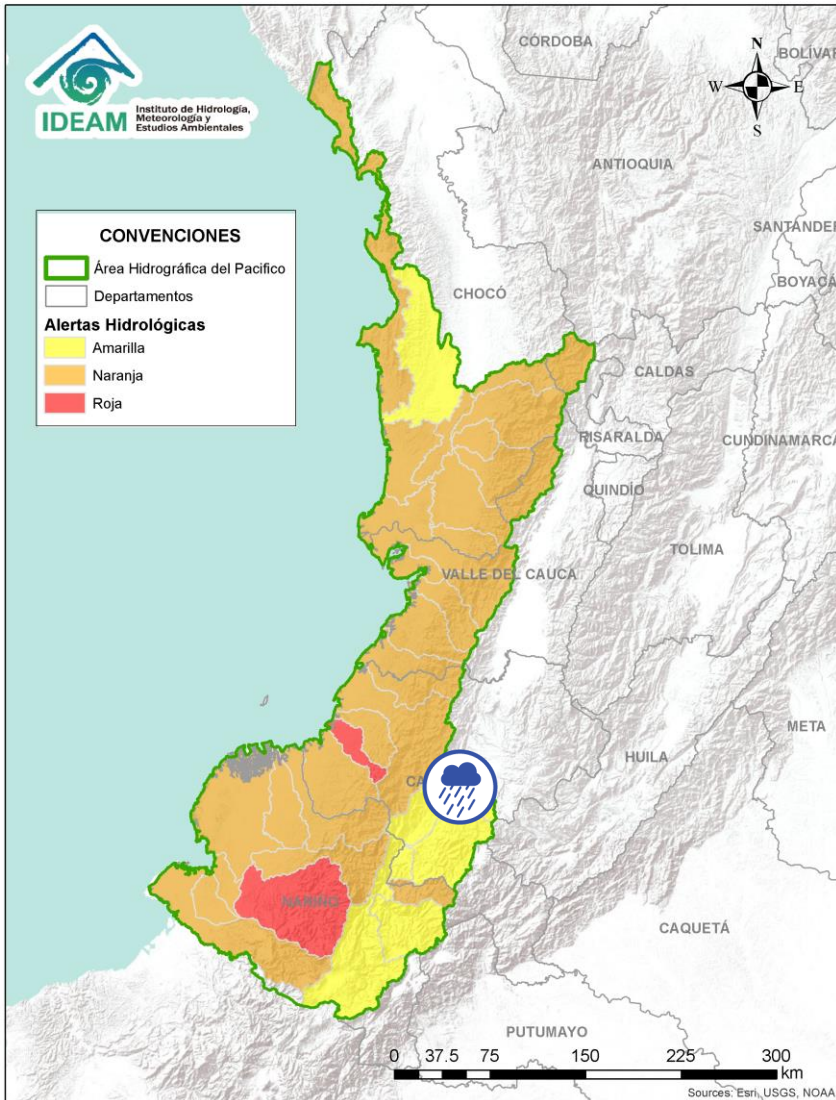 IDEAM
Instituto de Hidrología,
Meteorología y
Estudios Ambientales
CÓRDOBA
BOLÍVAR
N
W
E
S
ANTIOQUIA
SANTANDER
BOYACÁ
CONVENCIONES
Área Hidrográfica del Pacifico
Departamentos
Alertas Hidrológicas
Amarilla
Naranja
Roja
CHOCÓ
CALDAS
RISARALDA
CUNDINAMARCA
QUINDÍO
TOLIMA
VALLE DEL CAUCA
META
HUILA
CA
NARIÑO
CAQUETÁ
PUTUMAYO
0 37.5 75 150 225 300
km
Sources: Esri, USGS, NOAA